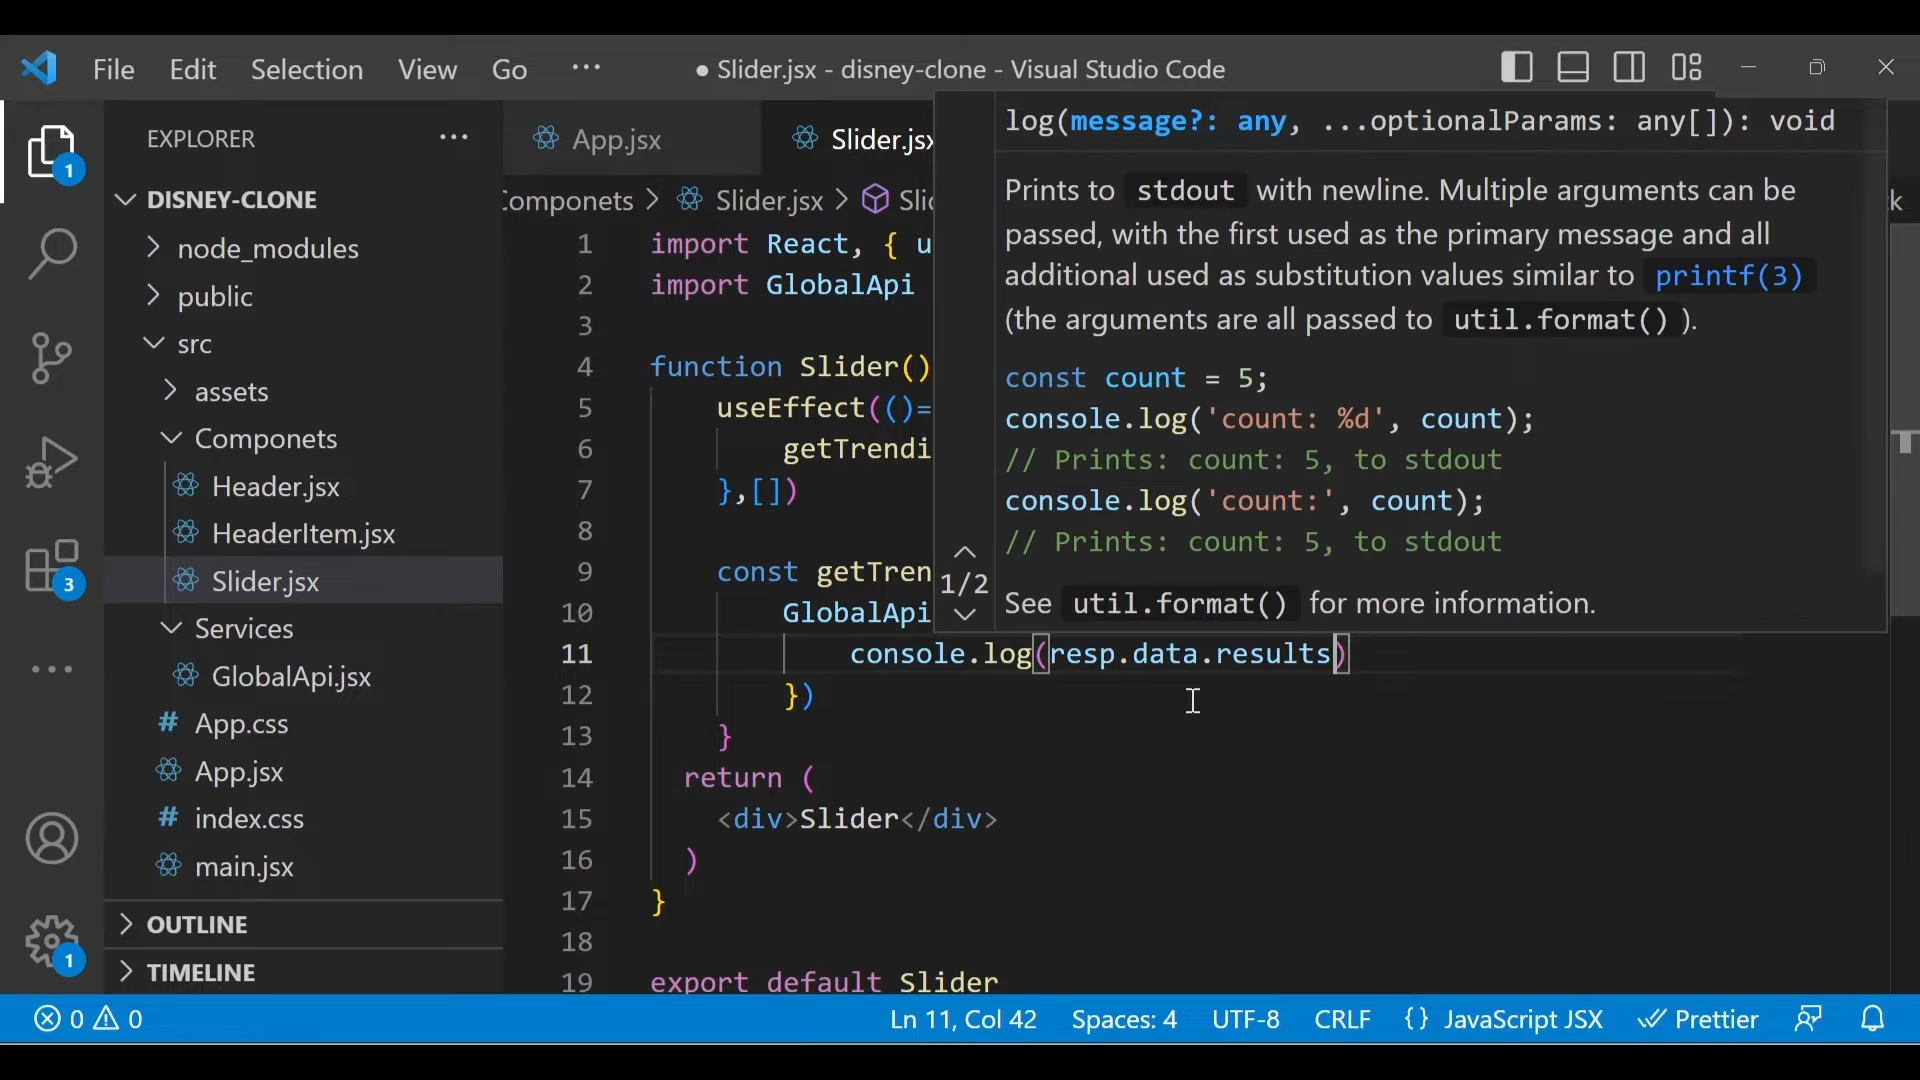 File Edit Selection View Go ··· ● Slider.jsx - disney-clone - Visual Studio Code
EXPLORER ···
DISNEY-CLONE
node_modules
public
src
assets
Componets
Header.jsx
HeaderItem.jsx
Slider.jsx
Services
GlobalApi.jsx
App.css
App.jsx
index.css
main.jsx
OUTLINE
TIMELINE
1
3
1
App.jsx Slider.jsx
Componets > Slider.jsx >
1 import React, { u
2 import GlobalApi
3
4 function Slider()
5 useEffect(()=
6 getTrendi
7 },[])
8
9 const getTren
10 GlobalApi
11 console.log(resp.data.results)
12 })
13 }
14 return (
15 <div>Slider</div>
16 )
17 }
18
19 export default Slider
log(message?: any, ...optionalParams: any[]): void
Prints to stdout with newline. Multiple arguments can be
passed, with the first used as the primary message and all
additional used as substitution values similar to printf(3)
(the arguments are all passed to util.format() ).
const count = 5;
console.log('count: %d', count);
// Prints: count: 5, to stdout
console.log('count:', count);
// Prints: count: 5, to stdout
1/2
See util.format() for more information.
0 0 Ln 11, Col 42 Spaces: 4 UTF-8 CRLF {} JavaScript JSX Prettier